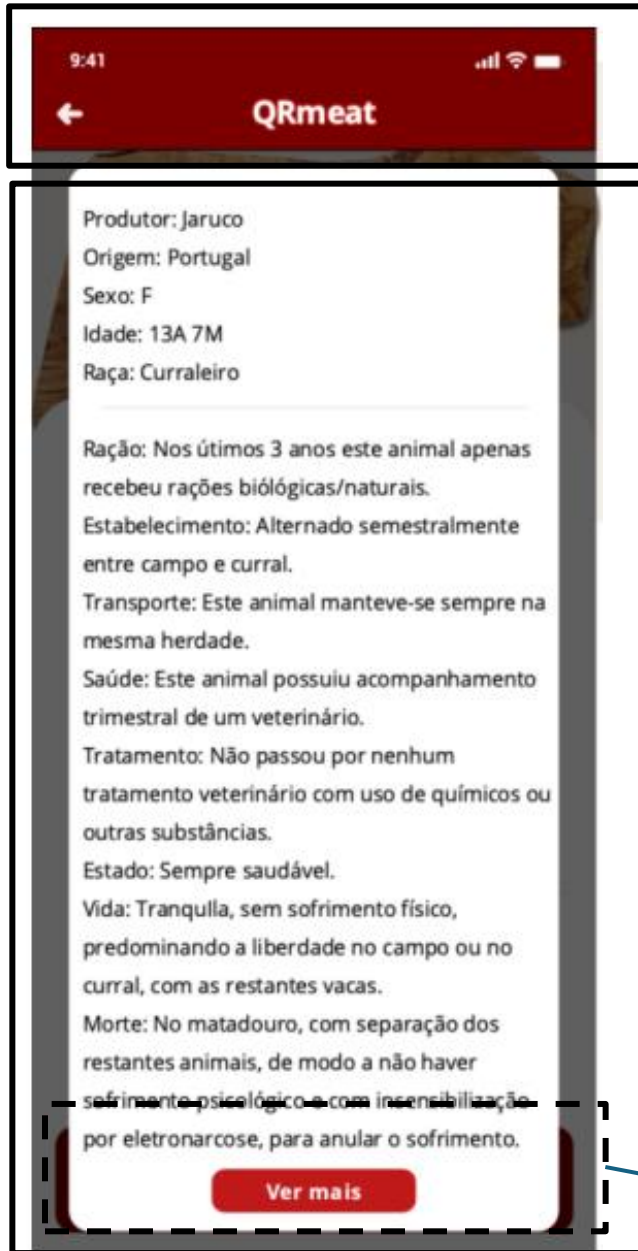 9:41
QRmeat
Produtor: Jaruco
Origem: Portugal
Sexo: F
Idade: 13A 7M
Raça: Curraleiro
Ração: Nos útimos 3 anos este animal apenas
recebeu rações biólógicas/naturais.
Estabelecimento: Alternado semestralmente
entre campo e curral.
Transporte: Este animal manteve-se sempre na
mesma herdade.
Saúde: Este animal possuiu acompanhamento
trimestral de um veterinário.
Tratamento: Não passou por nenhum
tratamento veterinário com uso de químicos ou
outras substâncias.
Estado: Sempre saudável.
Vida: Tranqulla, sem sofrimento físico,
predominando a liberdade no campo ou no
curral, com as restantes vacas.
Morte: No matadouro, com separação dos
restantes animais, de modo a não haver
sofrimento psicológico e com insensibilização
por eletronarcose, para anular o sofrimento.
Ver mais